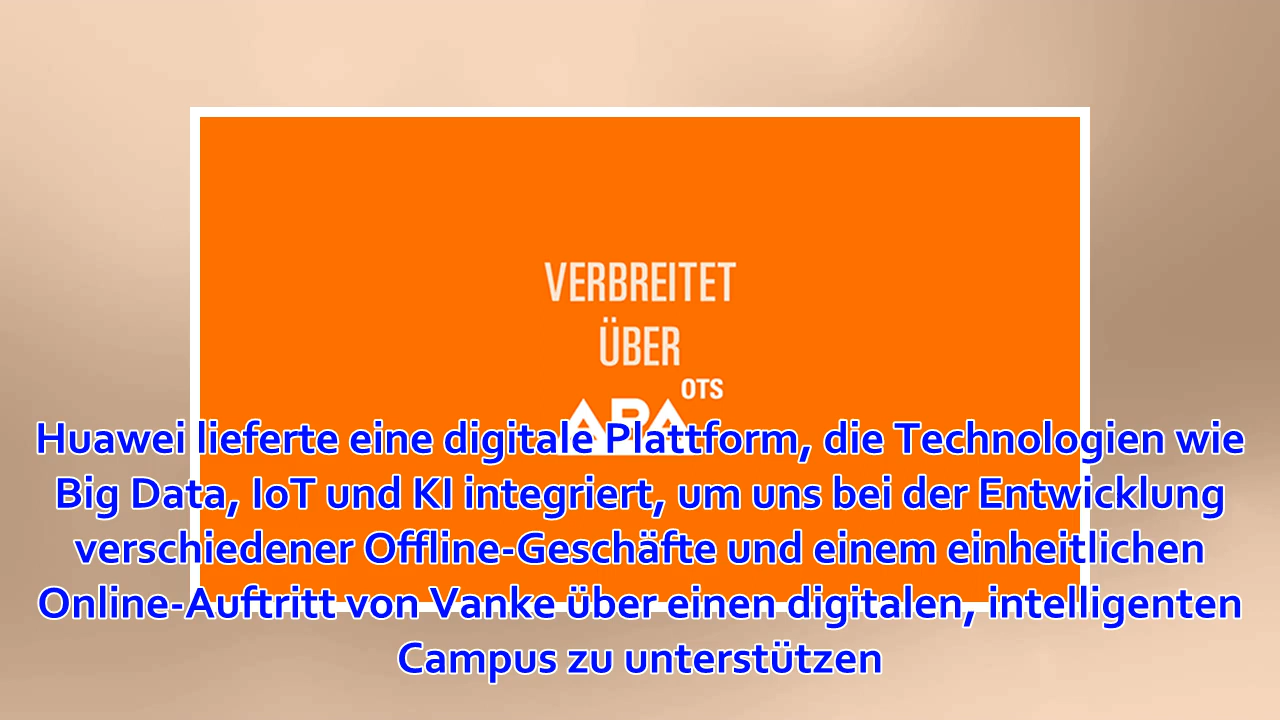 VERBREITET
ÜBER
OTS
APA
Huawei lieferte eine digitale Plattform, die Technologien wie
Big Data, IoT und KI integriert, um uns bei der Entwicklung
verschiedener Offline-Geschäfte und einem einheitlichen
Online-Auftritt von Vanke über einen digitalen, intelligenten
Campus zu unterstützen